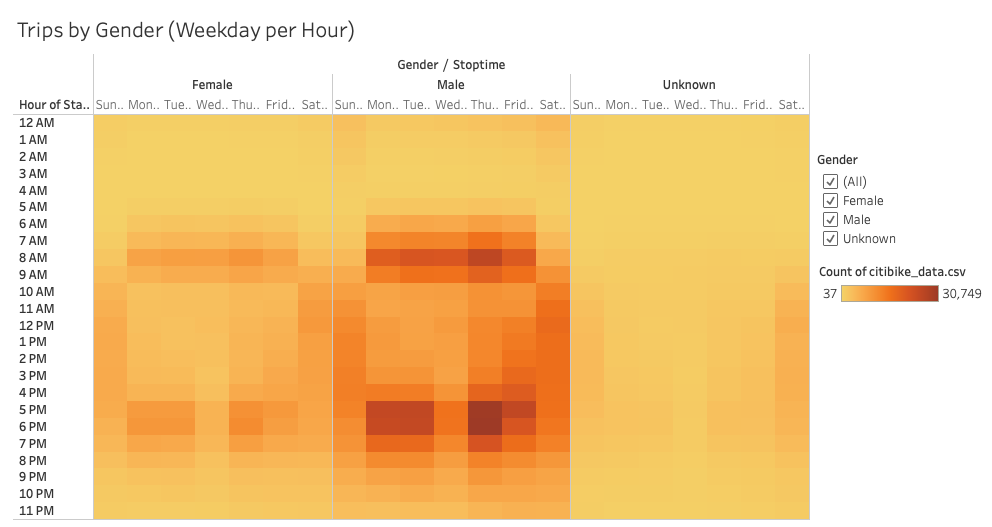 Trips by Gender (Weekday per Hour)
Gender / Stoptime
Female Male Unknown
Hour of Sta.. Sun.. Mon.. Tue.. Wed.. Thu.. Frid.. Sat.. Sun.. Mon.. Tue.. Wed.. Thu.. Frid.. Sat.. Sun.. Mon.. Tue.. Wed.. Thu.. Frid.. Sat..
12 AM
1 AM
2 AM
3 AM
4 AM
5 AM
6 AM
7 AM
8 AM
9 AM
10 AM
11 AM
12 PM
1 PM
2 PM
3 PM
4 PM
5 PM
6 PM
7 PM
8 PM
9 PM
10 PM
11 PM
Gender
(All)
Female
Male
Unknown
Count of citibike_data.csv
37 30,749